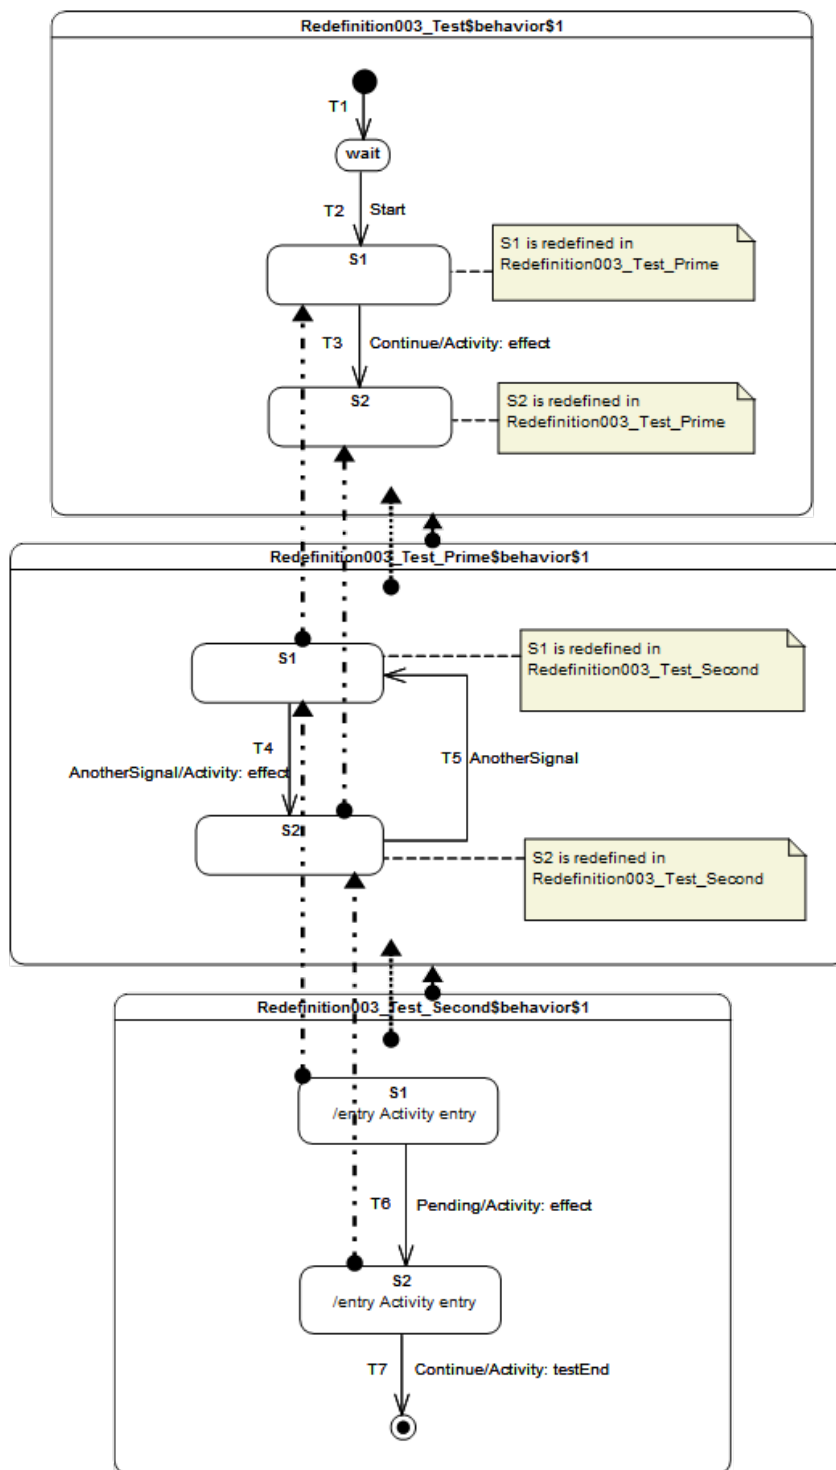 Redefinition003_Test$behavior$1
T1
wait
T2 Start
S1
S1 is redefined in
Redefinition003_Test_Prime
T3 Continue/Activity: effect
S2
S2 is redefined in
Redefinition003_Test_Prime
Redefinition003_Test_Prime$behavior$1
S1
S1 is redefined in
Redefinition003_Test_Second
T4
AnotherSignal/Activity: effect
T5 AnotherSignal
S2
S2 is redefined in
Redefinition003_Test_Second
Redefinition003_Test_Second$behavior$1
S1
/entry Activity entry
T6 Pending/Activity: effect
S2
/entry Activity entry
T7 Continue/Activity: testEnd